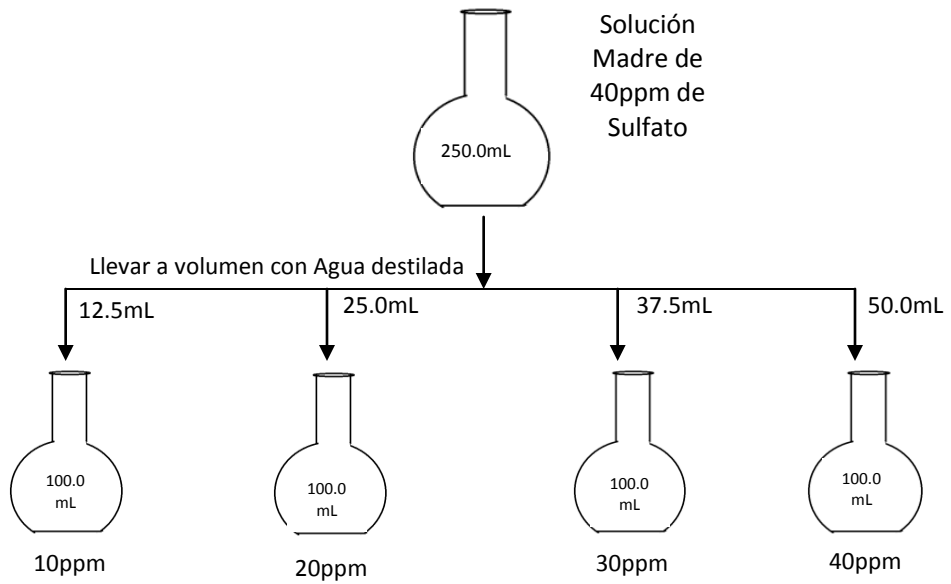 Solución
Madre de
40ppm de
Sulfato
250.0mL
Llevar a volumen con Agua destilada
12.5mL
25.0mL
37.5mL
50.0mL
100.0
mL
100.0
mL
100.0
mL
100.0
mL
10ppm
20ppm
30ppm
40ppm